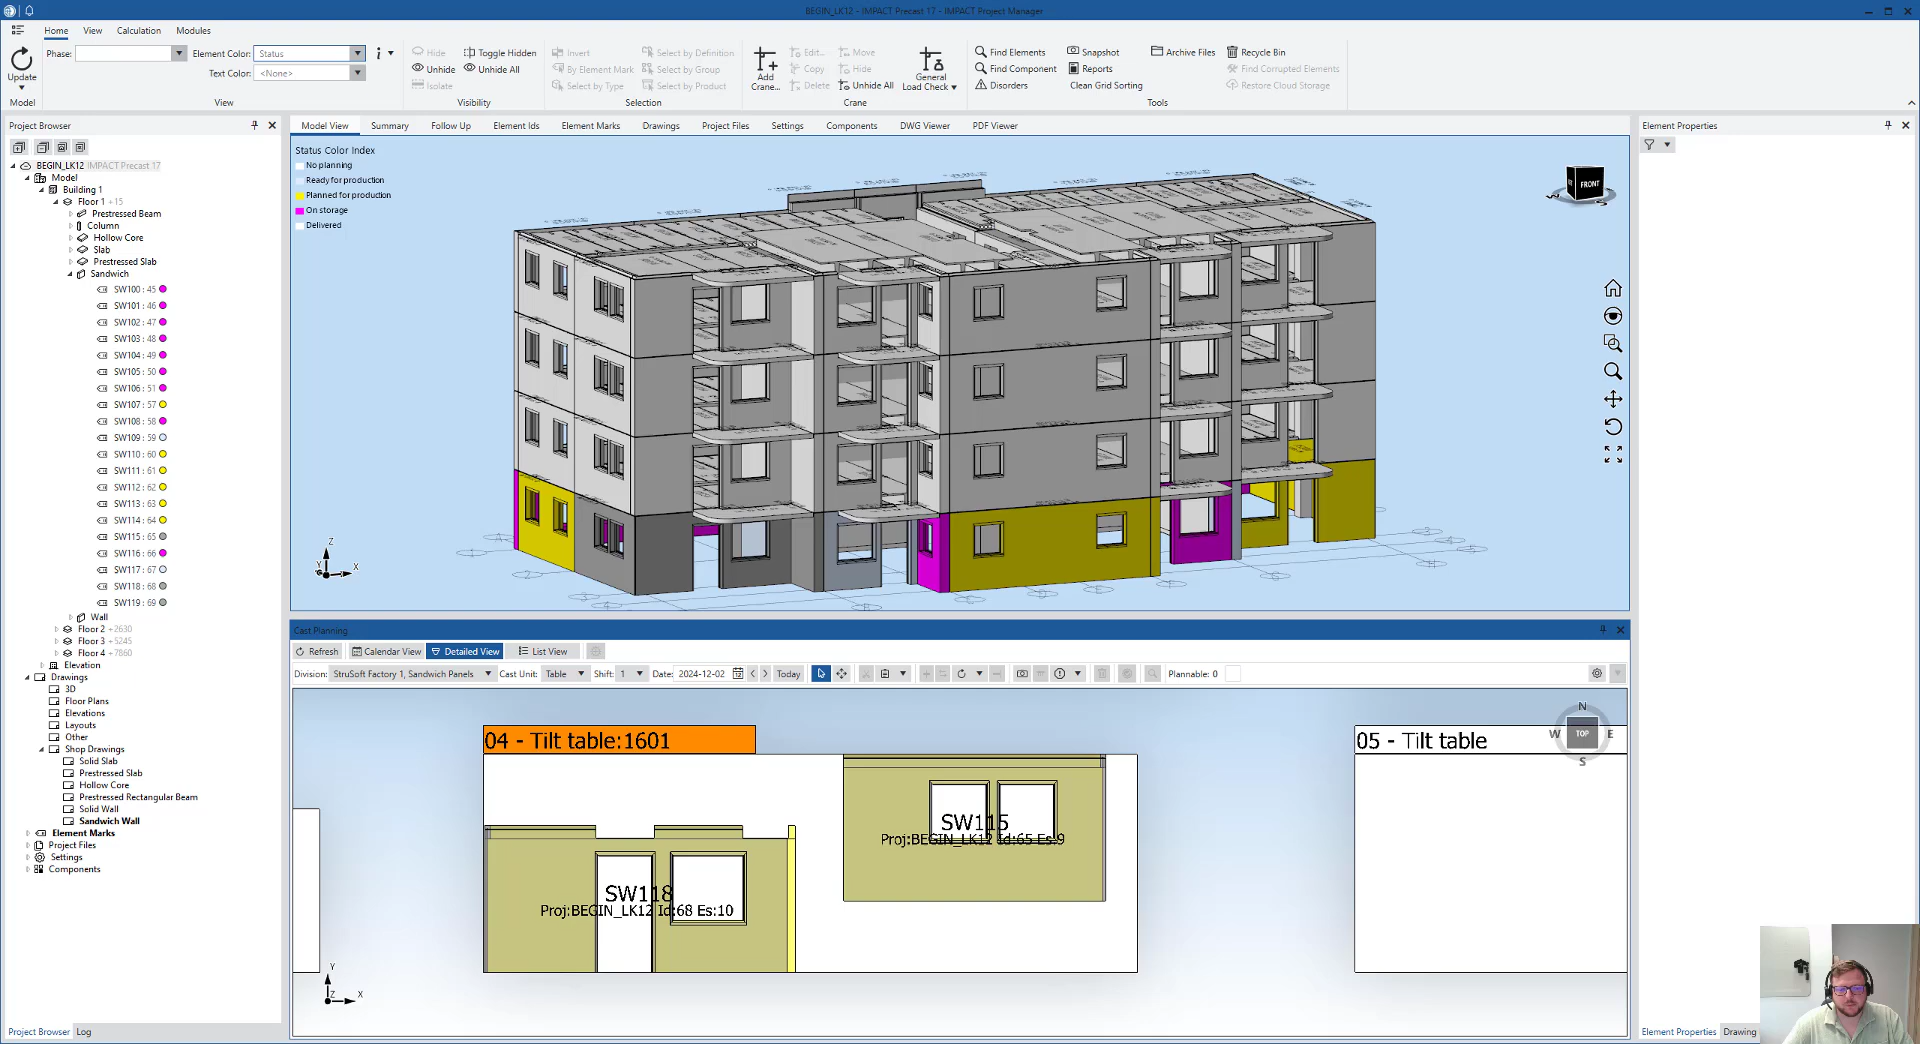 BEGIN_LK12 - IMPACT Precast 17 - IMPACT Project Manager
Home View Calculation Modules
Update
Model
Phase:
Element Color: Status
Text Color: <None>
View
Hide Toggle Hidden
Unhide Unhide All
Isolate
Visibility
Invert Select by Definition
By Element Mark Select by Group
Select by Type Select by Product
Selection
Add Crane...
Edit... Move
Copy Hide
Delete Unhide All
General Load Check
Crane
Find Elements Snapshot Archive Files Recycle Bin
Find Component Reports Find Corrupted Elements
Disorders Clean Grid Sorting Restore Cloud Storage
Tools
Project Browser
BEGIN_LK12 IMPACT Precast 17
Model
Building 1
Floor 1 +15
Prestressed Beam
Column
Hollow Core
Slab
Prestressed Slab
Sandwich
SW100 : 45
SW101 : 46
SW102 : 47
SW103 : 48
SW104 : 49
SW105 : 50
SW106 : 51
SW107 : 57
SW108 : 58
SW109 : 59
SW110 : 60
SW111 : 61
SW112 : 62
SW113 : 63
SW114 : 64
SW115 : 65
SW116 : 66
SW117 : 67
SW118 : 68
SW119 : 69
Wall
Floor 2 +2630
Floor 3 +5245
Floor 4 +7860
Elevation
Drawings
3D
Floor Plans
Elevations
Layouts
Other
Shop Drawings
Solid Slab
Prestressed Slab
Hollow Core
Prestressed Rectangular Beam
Solid Wall
Sandwich Wall
Element Marks
Project Files
Settings
Components
Project Browser Log
Model View Summary Follow Up Element Ids Element Marks Drawings Project Files Settings Components DWG Viewer PDF Viewer
Status Color Index
No planning
Ready for production
Planned for production
On storage
Delivered
FRONT
Z
Y
X
Cast Planning
Refresh Calendar View Detailed View List View
Division: StruSoft Factory 1, Sandwich Panels Cast Unit: Table Shift: 1 Date: 2024-12-02 Today Plannable: 0
04 - Tilt table:1601
SW118
Proj:BEGIN_LK12 Id:68 Es:10
SW115
Proj:BEGIN_LK12 Id:65 Es:9
05 - Tilt table
N
W TOP E
S
Y
Z
X
Element Properties
Element Properties Drawing